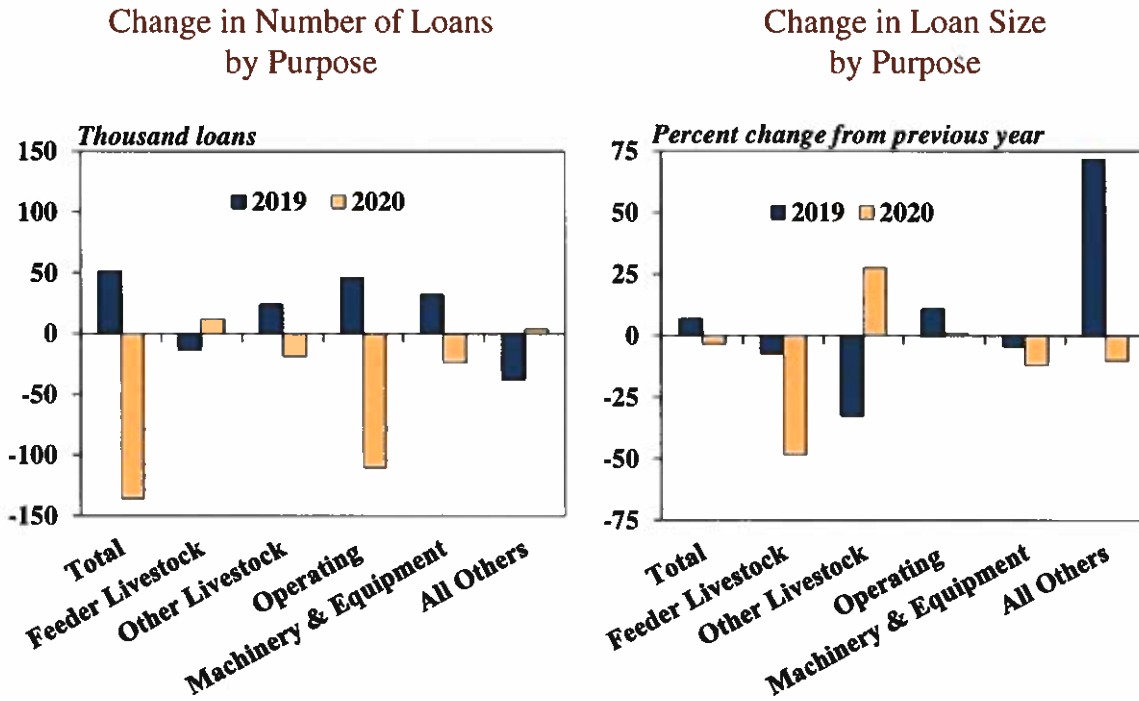 Change in Number of Loans
by Purpose
Thousand loans
150
100
50
0
-50
-100
-150
2019
2020
Total
Feeder Livestock
Other Livestock
Operating
Machinery & Equipment
All Others
Change in Loan Size
by Purpose
Percent change from previous year
75
50
25
0
-25
-50
-75
2019
2020
Total
Feeder Livestock
Other Livestock
Operating
Machinery & Equipment
All Others